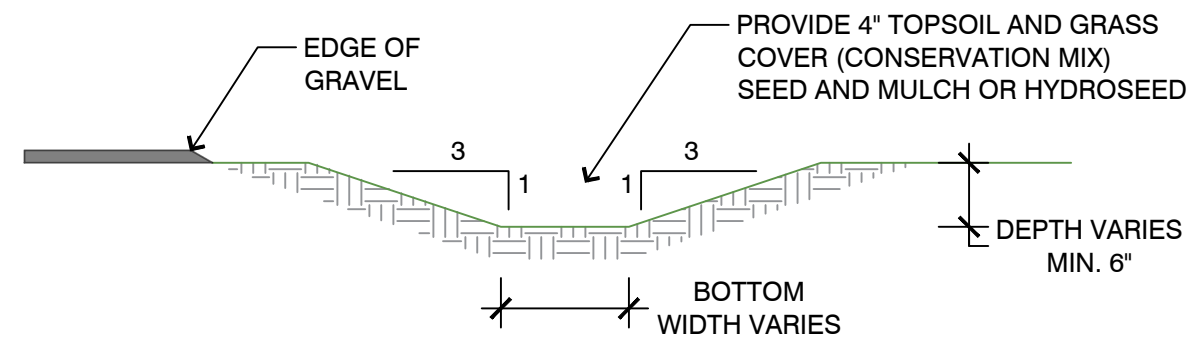 EDGE OF
GRAVEL
PROVIDE 4" TOPSOIL AND GRASS
COVER (CONSERVATION MIX)
SEED AND MULCH OR HYDROSEED
3
1
3
1
DEPTH VARIES
MIN. 6"
BOTTOM
WIDTH VARIES